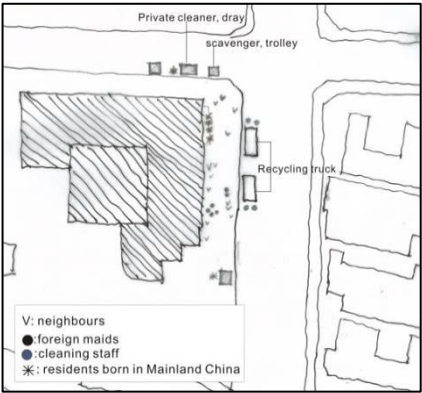 Private cleaner, dray
scavenger, trolley
Recycling truck
V: neighbours
●:foreign maids
●:cleaning staff
✳: residents born in Mainland China